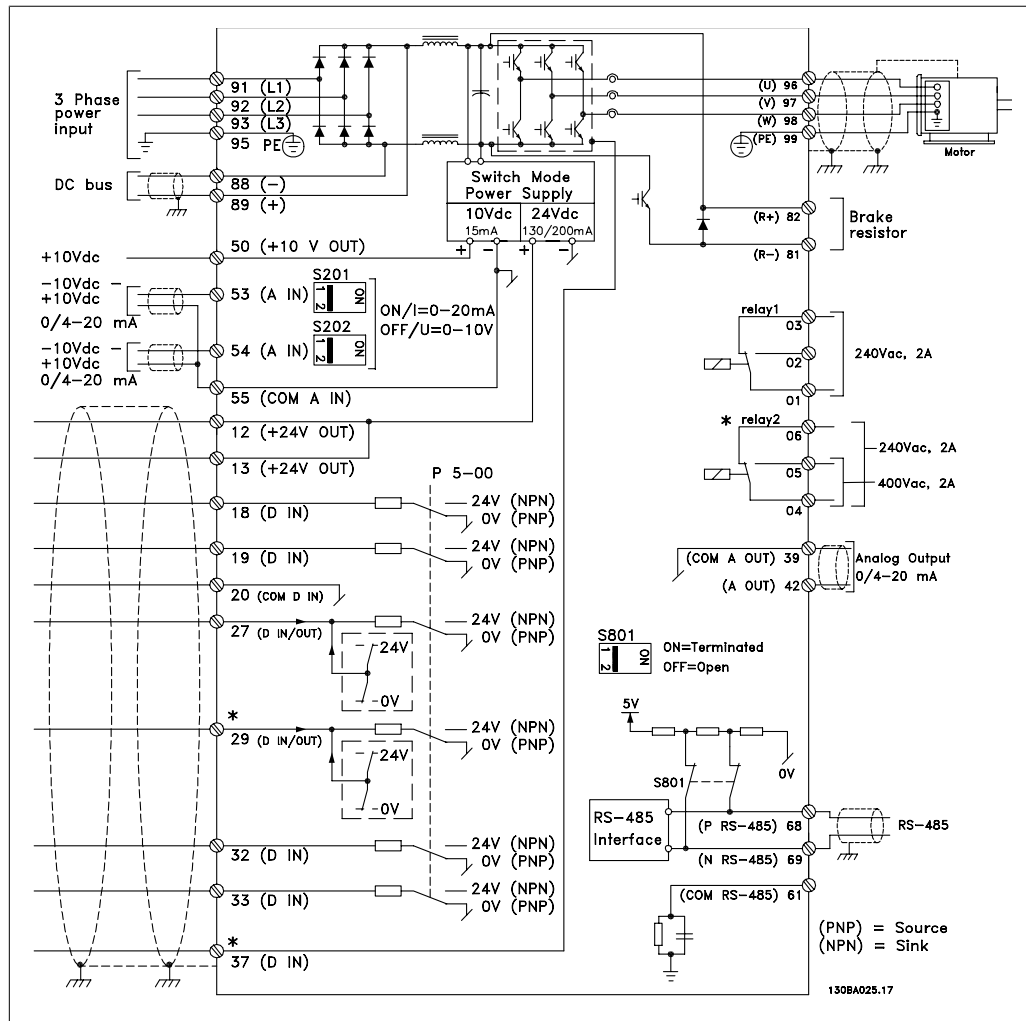 3 Phase
power
input
91 (L1)
92 (L2)
93 (L3)
95 PE
DC bus
88 (-)
89 (+)
+10Vdc
50 (+10 V OUT)
-10Vdc -
+10Vdc
0/4-20 mA
53 (A IN)
-10Vdc -
+10Vdc
0/4-20 mA
54 (A IN)
55 (COM A IN)
S201
1 2
ON
S202
1 2
ON
ON/I=0-20mA
OFF/U=0-10V
12 (+24V OUT)
13 (+24V OUT)
P 5-00
18 (D IN)
24V (NPN)
0V (PNP)
19 (D IN)
24V (NPN)
0V (PNP)
20 (COM D IN)
27 (D IN/OUT)
24V (NPN)
0V (PNP)
24V
0V
*
29 (D IN/OUT)
24V (NPN)
0V (PNP)
24V
0V
32 (D IN)
24V (NPN)
0V (PNP)
33 (D IN)
24V (NPN)
0V (PNP)
*
37 (D IN)
Switch Mode
Power Supply
10Vdc
15mA
24Vdc
130/200mA
+ - + -
(U) 96
(V) 97
(W) 98
(PE) 99
Motor
(R+) 82
(R-) 81
Brake
resistor
relay1
03
02
01
240Vac, 2A
* relay2
06
05
04
240Vac, 2A
400Vac, 2A
(COM A OUT) 39
(A OUT) 42
Analog Output
0/4-20 mA
S801
1 2
ON
ON=Terminated
OFF=Open
5V
0V
S801
RS-485
Interface
(P RS-485) 68
(N RS-485) 69
(COM RS-485) 61
RS-485
(PNP) = Source
(NPN) = Sink
130BA025.17